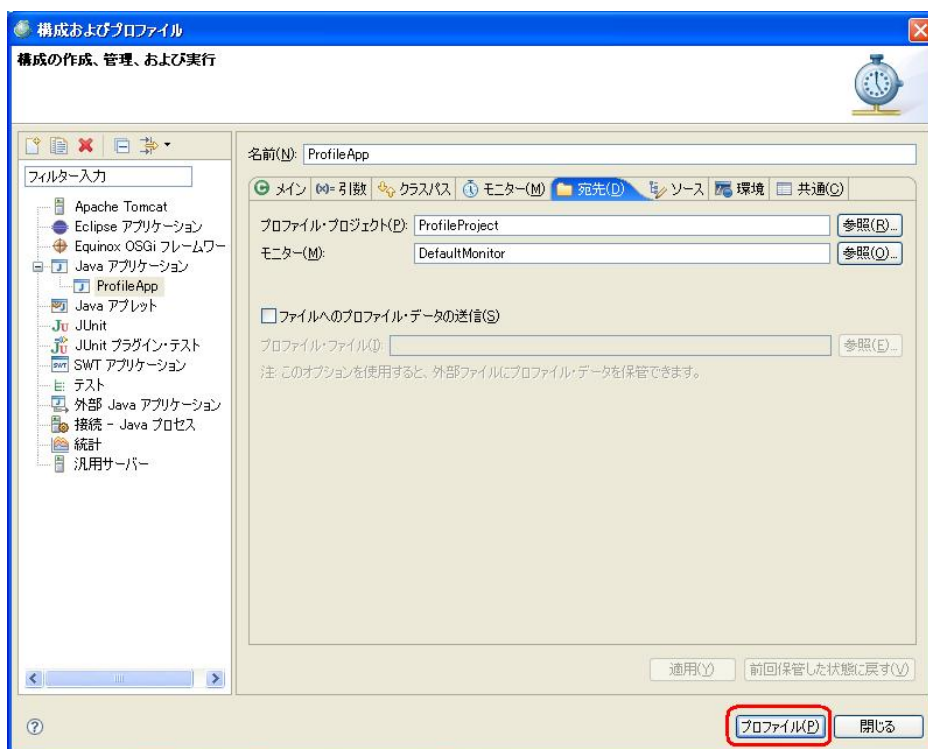 構成およびプロファイル
構成の作成、管理、および実行
フィルター入力
Apache Tomcat
Eclipse アプリケーション
Equinox OSGi フレームワー
Java アプリケーション
ProfileApp
Java アプレット
JUnit
JUnit プラグイン・テスト
SWT アプリケーション
テスト
外部 Java アプリケーション
接続 - Java プロセス
統計
汎用サーバー
名前(N): ProfileApp
メイン (x)= 引数 クラスパス モニター(M) 宛先(D) ソース 環境 共通(C)
プロファイル・プロジェクト(P): ProfileProject 参照(R)...
モニター(M): DefaultMonitor 参照(O)...
ファイルへのプロファイル・データの送信(S)
プロファイル・ファイル(I): 参照(E)...
注: このオプションを使用すると、外部ファイルにプロファイル・データを保管できます。
適用(Y) 前回保管した状態に戻す(V)
プロファイル(P) 閉じる